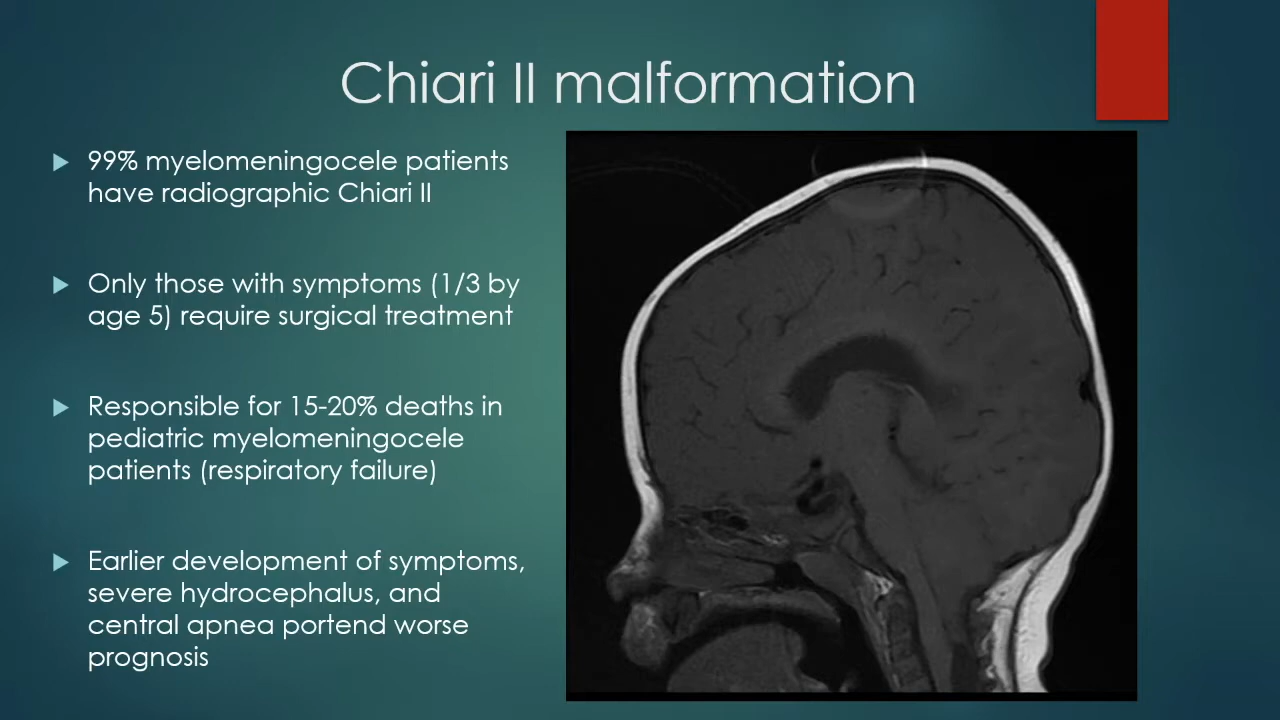 Chiari II malformation
99% myelomeningocele patients
have radiographic Chiari II
Only those with symptoms (1/3 by
age 5) require surgical treatment
Responsible for 15-20% deaths in
pediatric myelomeningocele
patients (respiratory failure)
Earlier development of symptoms,
severe hydrocephalus, and
central apnea portend worse
prognosis